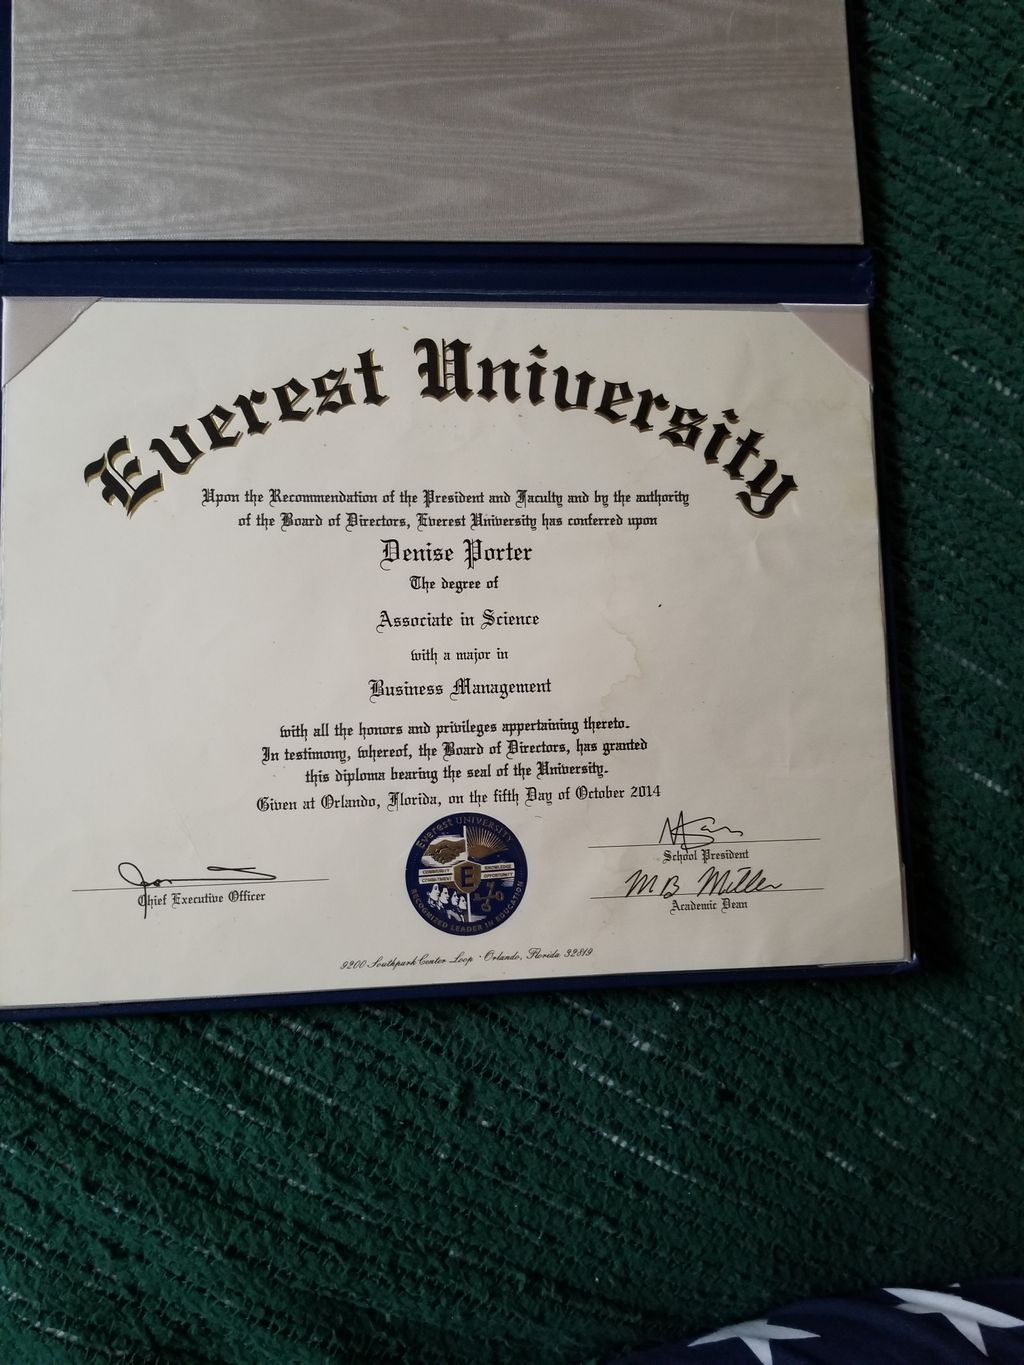 Everest University
Upon the Recommendation of the President and Faculty and by the authority
of the Board of Directors, Everest University has conferred upon
Denise Porter
The degree of
Associate in Science
with a major in
Business Management
with all the honors and privileges appertaining thereto.
In testimony, whereof, the Board of Directors, has granted
this diploma bearing the seal of the University.
Given at Orlando, Florida, on the fifth Day of October 2014
Everest UNIVERSITY
COMMUNITY KNOWLEDGE
COMMITMENT OPPORTUNITY
E
RECOGNIZED LEADER IN EDUCATION
School President
MB Miller
Academic Dean
Chief Executive Officer
9200 Southpark Center Loop · Orlando, Florida 32819